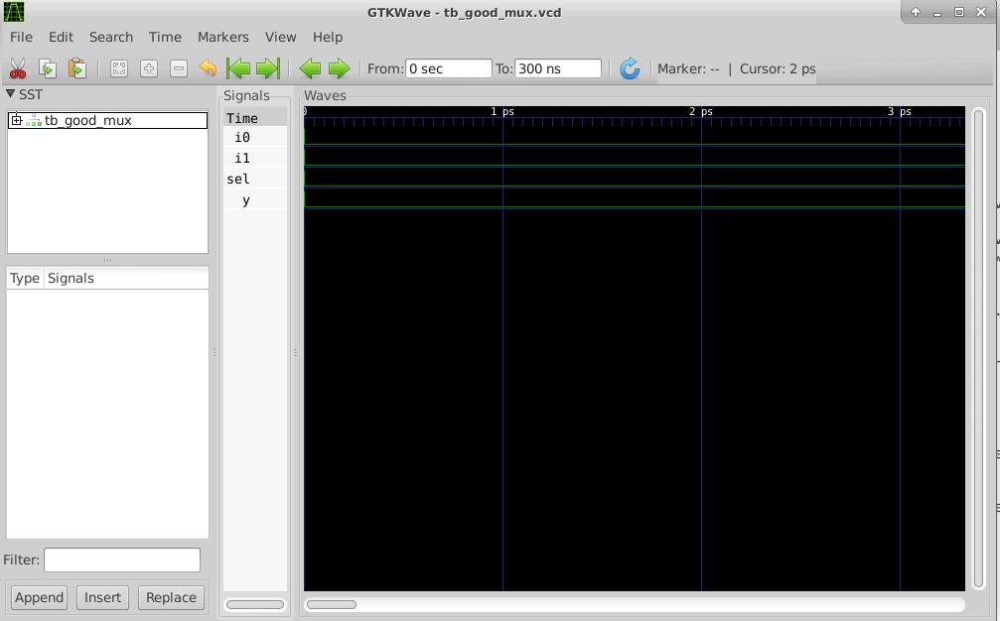 GTKWave - tb_good_mux.vcd
File Edit Search Time Markers View Help
From: 0 sec To: 300 ns Marker: -- | Cursor: 2 ps
SST
tb_good_mux
Type Signals
Filter:
Append Insert Replace
Signals
Time
i0
i1
sel
y
Waves
0 1 ps 2 ps 3 ps